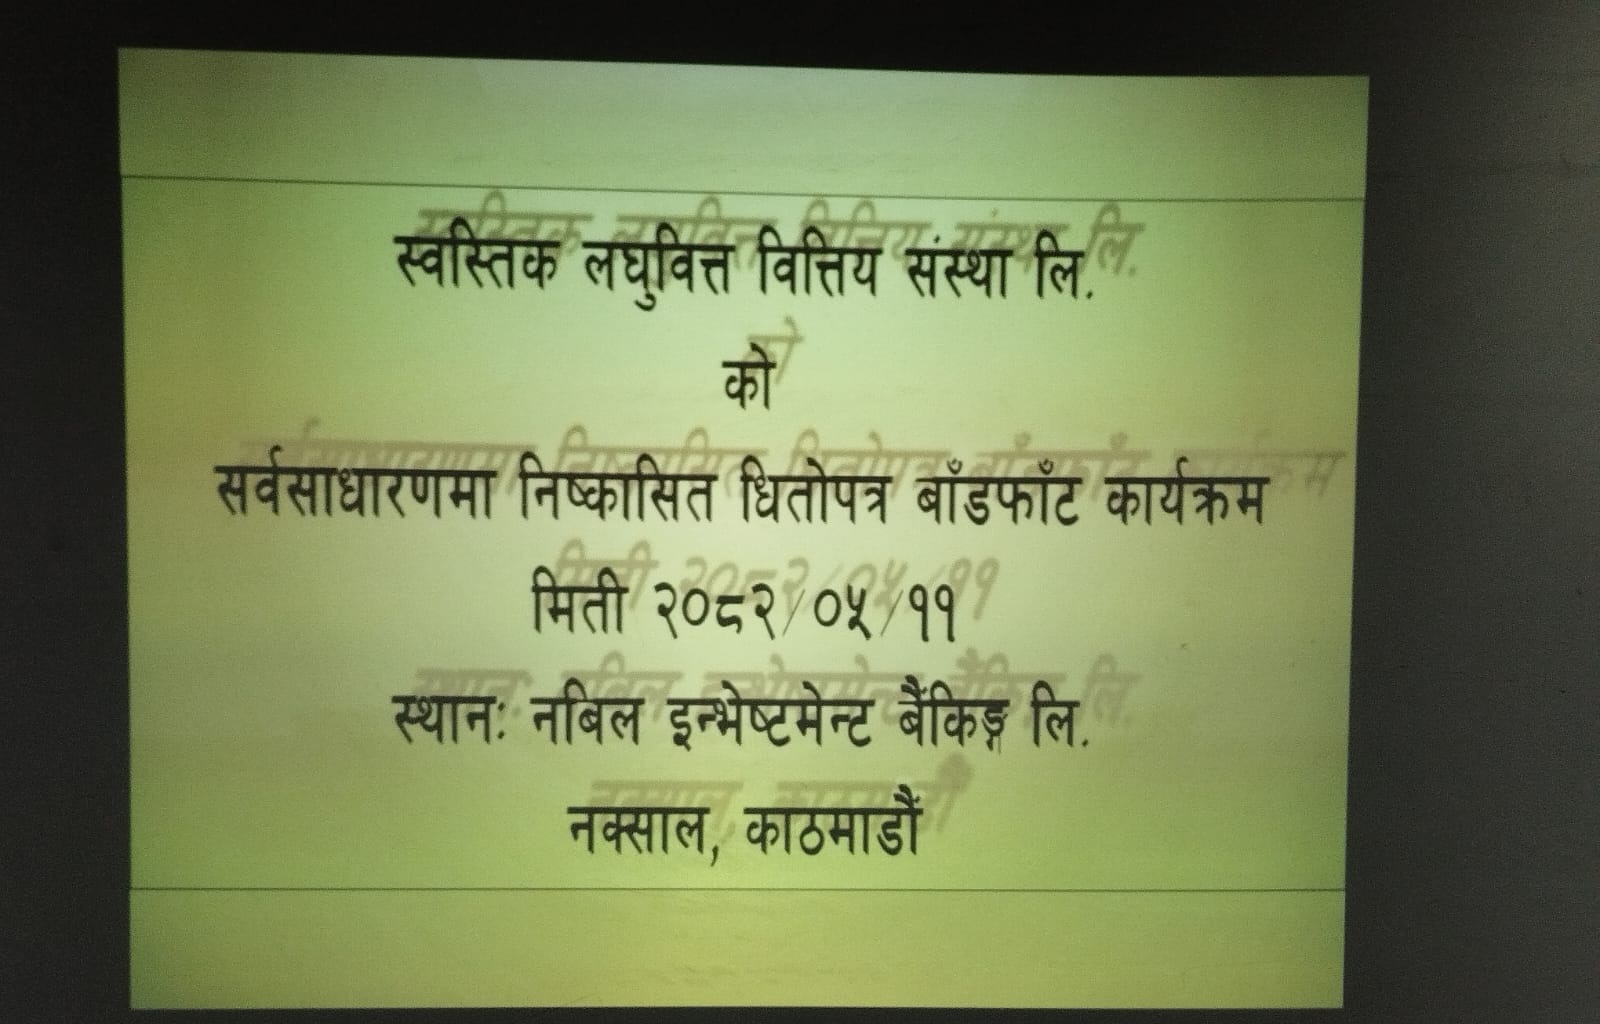 स्वस्तिक लघुवित्त वित्तिय संस्था लि.
को
सर्वसाधारणमा निष्कासित धितोपत्र बाँडफाँट कार्यक्रम
मिती २०८२/०५/११
स्थानः नबिल इन्भेष्टमेन्ट बैंकिङ्ग लि.
नक्साल, काठमाडौं